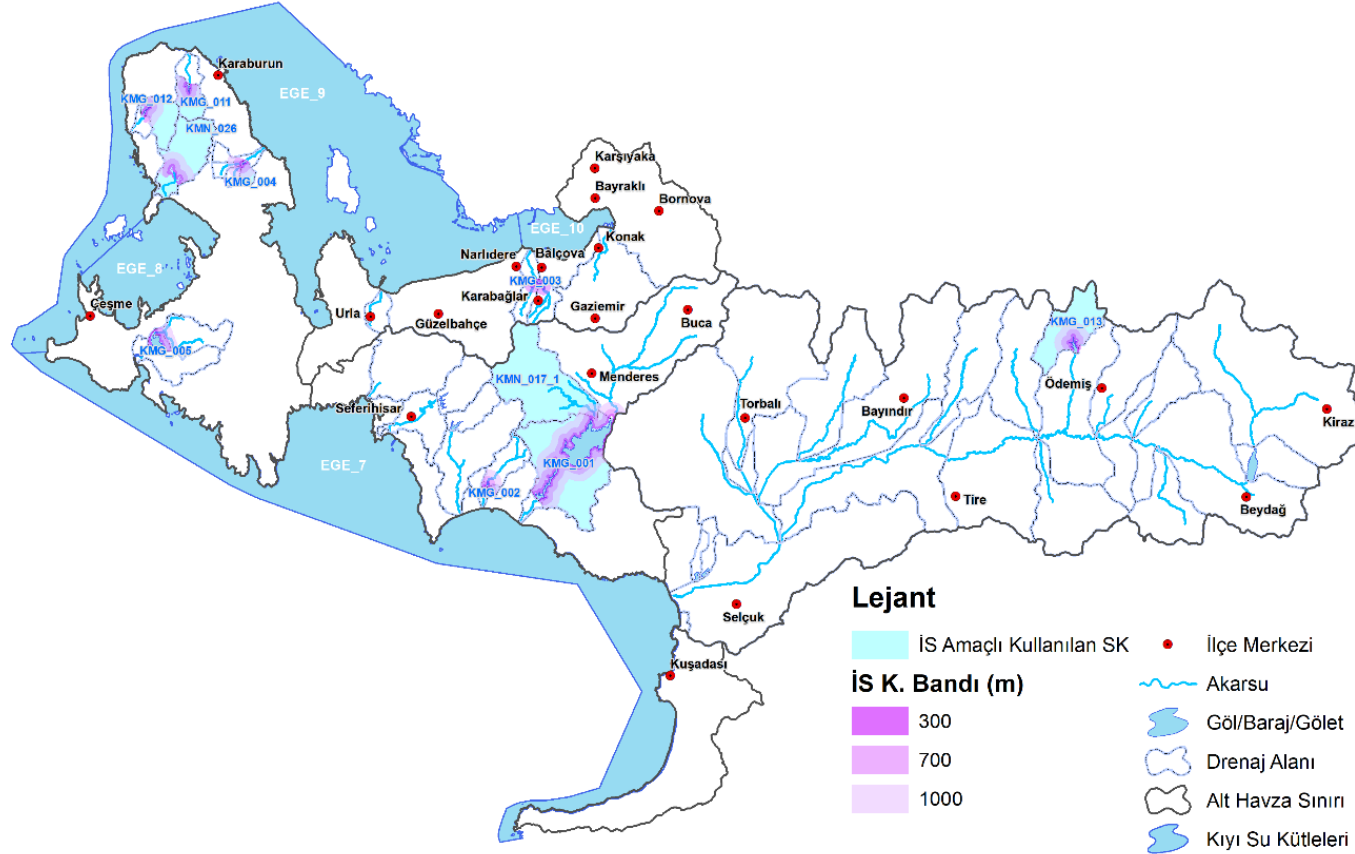 Karaburun
KMG_012
KMG_011
EGE_9
KMN_026
KMG_004
Karşıyaka
Bayraklı
Bornova
EGE_10
Konak
Narlıdere
Balçova
EGE_8
KMG_003
Çeşme
Karabağlar
Urla
Güzelbahçe
Gaziemir
Buca
KMG_013
KMG_005
KMN_017_1
Menderes
Ödemiş
Seferihisar
Torbalı
Bayındır
Kiraz
EGE_7
KMG_001
KMG_002
Tire
Beydağ
Selçuk
Kuşadası
Lejant
İS Amaçlı Kullanılan SK
İS K. Bandı (m)
300
700
1000
İlçe Merkezi
Akarsu
Göl/Baraj/Gölet
Drenaj Alanı
Alt Havza Sınırı
Kıyı Su Kütleleri